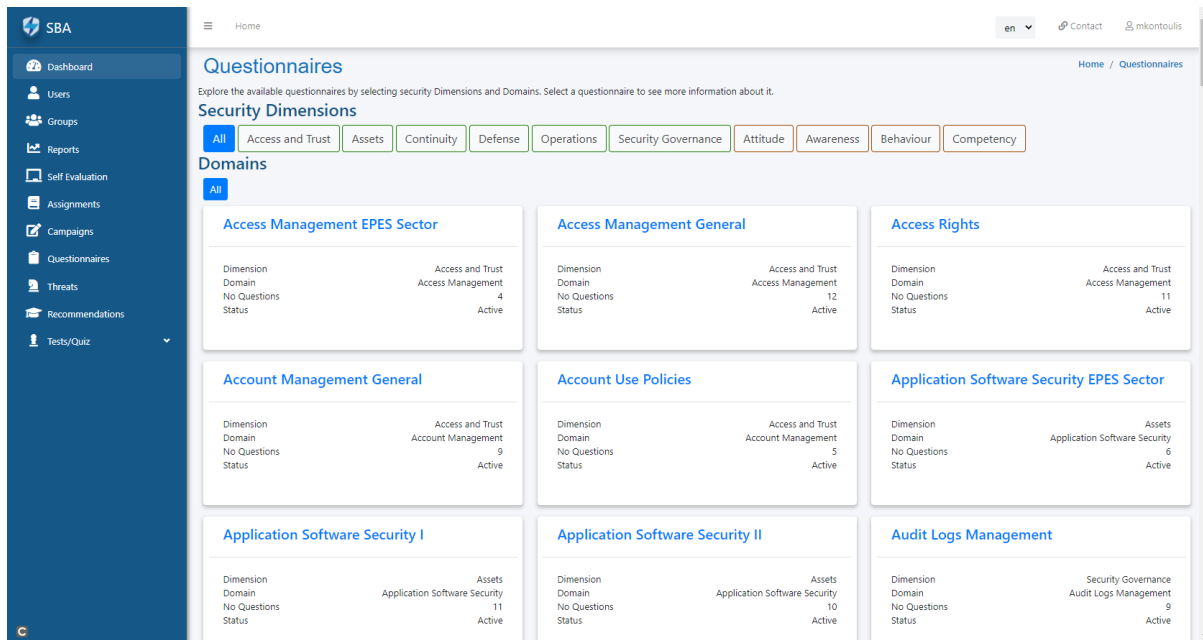 SBA
Home
en
Contact
mkontoulis
Dashboard
Users
Groups
Reports
Self Evaluation
Assignments
Campaigns
Questionnaires
Threats
Recommendations
Tests/Quiz
C
Questionnaires
Home / Questionnaires
Explore the available questionnaires by selecting security Dimensions and Domains. Select a questionnaire to see more information about it.
Security Dimensions
All Access and Trust Assets Continuity Defense Operations Security Governance Attitude Awareness Behaviour Competency
Domains
All
Access Management EPES Sector
Dimension Access and Trust
Domain Access Management
No Questions 4
Status Active
Access Management General
Dimension Access and Trust
Domain Access Management
No Questions 12
Status Active
Access Rights
Dimension Access and Trust
Domain Access Management
No Questions 11
Status Active
Account Management General
Dimension Access and Trust
Domain Account Management
No Questions 9
Status Active
Account Use Policies
Dimension Access and Trust
Domain Account Management
No Questions 5
Status Active
Application Software Security EPES Sector
Dimension Assets
Domain Application Software Security
No Questions 6
Status Active
Application Software Security I
Dimension Assets
Domain Application Software Security
No Questions 11
Status Active
Application Software Security II
Dimension Assets
Domain Application Software Security
No Questions 10
Status Active
Audit Logs Management
Dimension Security Governance
Domain Audit Logs Management
No Questions 9
Status Active